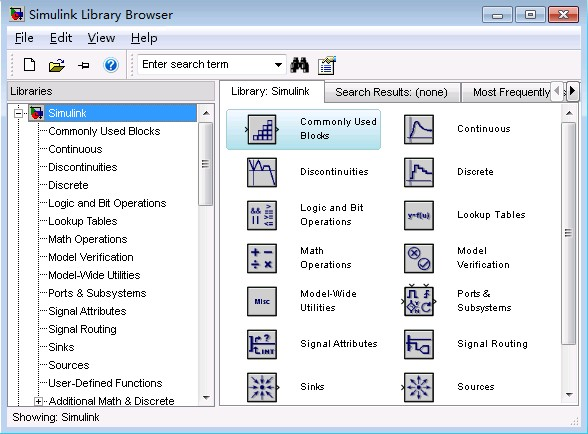 Simulink Library Browser
File Edit View Help
Enter search term
Libraries
Library: Simulink
Search Results: (none)
Most Frequently
Simulink
Commonly Used Blocks
Continuous
Discontinuities
Discrete
Logic and Bit Operations
Lookup Tables
Math Operations
Model Verification
Model-Wide Utilities
Ports & Subsystems
Signal Attributes
Signal Routing
Sinks
Sources
User-Defined Functions
Additional Math & Discrete
Commonly Used
Blocks
Continuous
Discontinuities
Discrete
Logic and Bit
Operations
y=f(u)
Lookup Tables
Math
Operations
Model
Verification
Misc
Model-Wide
Utilities
Ports &
Subsystems
INT
Signal Attributes
Signal Routing
Sinks
Sources
Showing: Simulink